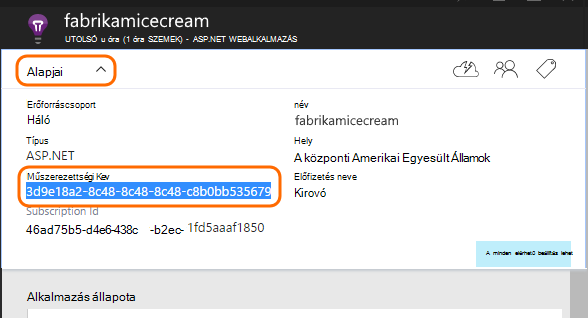 fabrikamicecream
UTOLSÓ u óra (1 óra SZEMEK) - ASP.NET WEBALKALMAZÁS
Alapjai
Erőforráscsoport
Háló
Típus
ASP.NET
Műszerezettségi Kev
3d9e18a2-8c48-8c48-8c48-c8b0bb535679
Subscription Id
46ad75b5-d4e6-438c -b2ec- 1fd5aaaf1850
név
fabrikamicecream
Hely
A központi Amerikai Egyesült Államok
Előfizetés neve
Kirovó
A minden elérhető beállítás lehet
Alkalmazás állapota